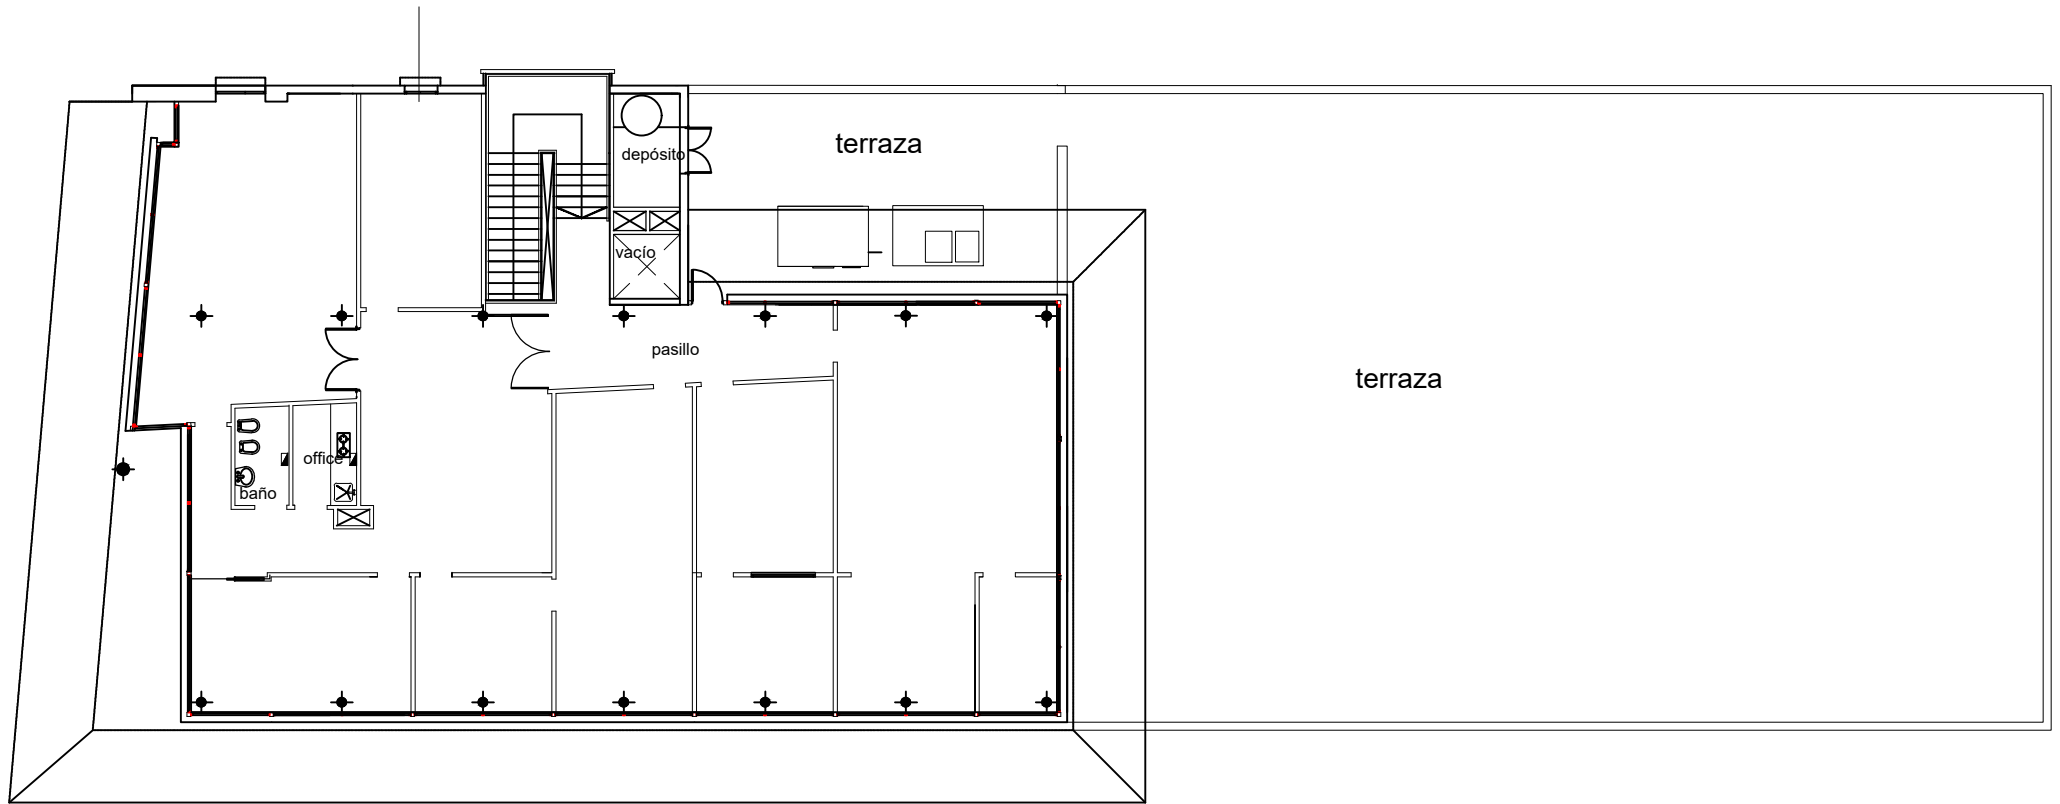 terraza
depósito
vacío
pasillo
terraza
office
baño